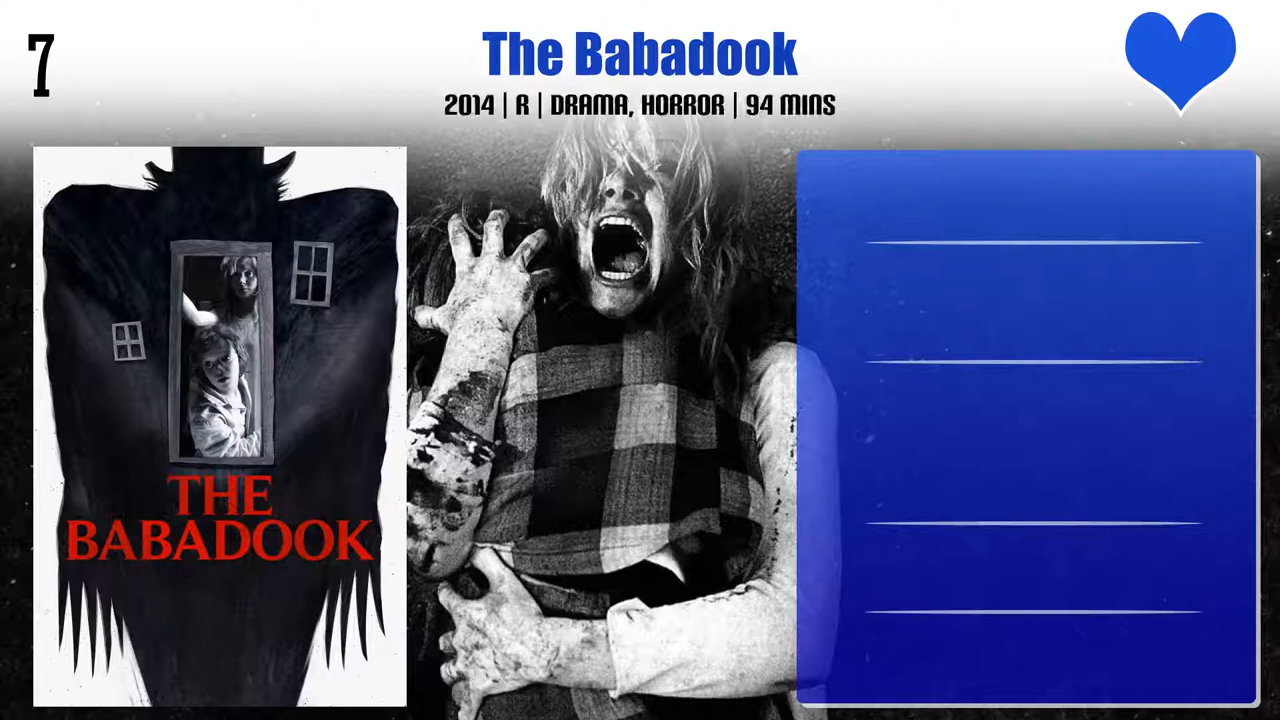 7
The Babadook
2014 | R | DRAMA, HORROR | 94 MINS
THE
BABADOOK